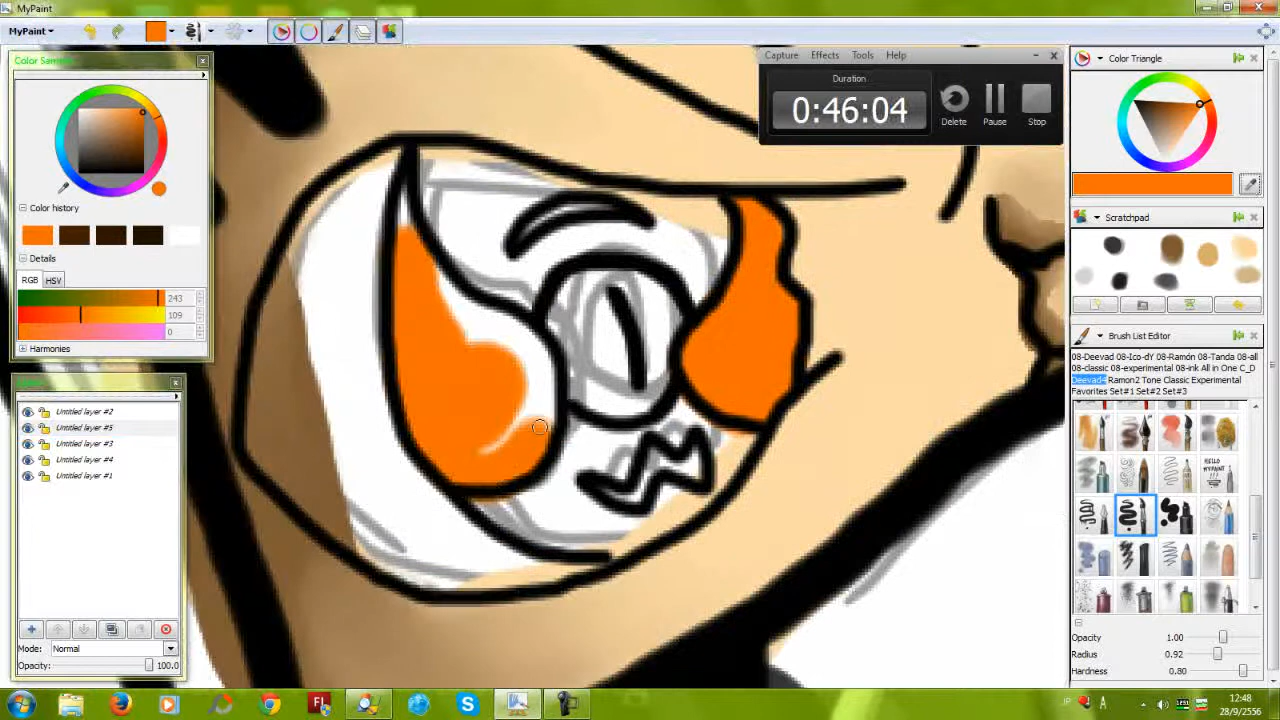 MyPaint
MyPaint
Capture Effects Tools Help
Duration
0:46:04
Delete Pause Stop
Color history
Details
RGB HSV
243
109
0
Harmonies
Untitled layer #2
Untitled layer #5
Untitled layer #3
Untitled layer #4
Untitled layer #1
Mode: Normal
Opacity: 100.0
Color Triangle
Scratchpad
Brush List Editor
08-Deevad 08-Ico-dY 08-Ramón 08-Tanda 08-all
08-classic 08-experimental 08-ink All in One C_D
Deevad4 Ramon2 Tone Classic Experimental
Favorites Set#1 Set#2 Set#3
HELLO
MYPAINT
Opacity 1.00
Radius 0.92
Hardness 0.80
JP A
12:48
28/9/2556